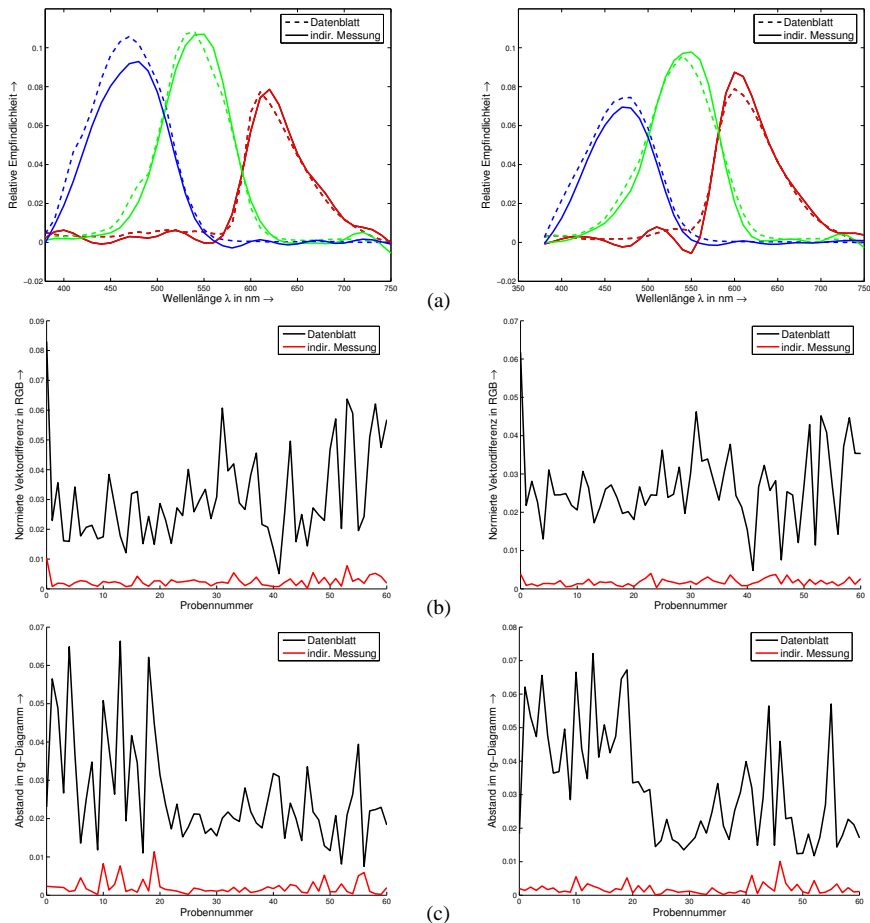 Datenblatt
indir. Messung
Relative Empfindlichkeit →
0.1
0.08
0.06
0.04
0.02
0
−0.02
400 450 500 550 600 650 700 750
Wellenlänge λ in nm →
Datenblatt
indir. Messung
Relative Empfindlichkeit →
0.1
0.08
0.06
0.04
0.02
0
−0.02
350 400 450 500 550 600 650 700 750
Wellenlänge λ in nm →
(a)
Datenblatt
indir. Messung
Normierte Vektordifferenz in RGB →
0.09
0.08
0.07
0.06
0.05
0.04
0.03
0.02
0.01
0
0 10 20 30 40 50 60
Probennummer
Datenblatt
indir. Messung
Normierte Vektordifferenz in RGB →
0.07
0.06
0.05
0.04
0.03
0.02
0.01
0
0 10 20 30 40 50 60
Probennummer
(b)
Datenblatt
indir. Messung
Abstand im rg−Diagramm →
0.07
0.06
0.05
0.04
0.03
0.02
0.01
0
0 10 20 30 40 50 60
Probennummer
Datenblatt
indir. Messung
Abstand im rg−Diagramm →
0.08
0.07
0.06
0.05
0.04
0.03
0.02
0.01
0
0 10 20 30 40 50 60
Probennummer
(c)